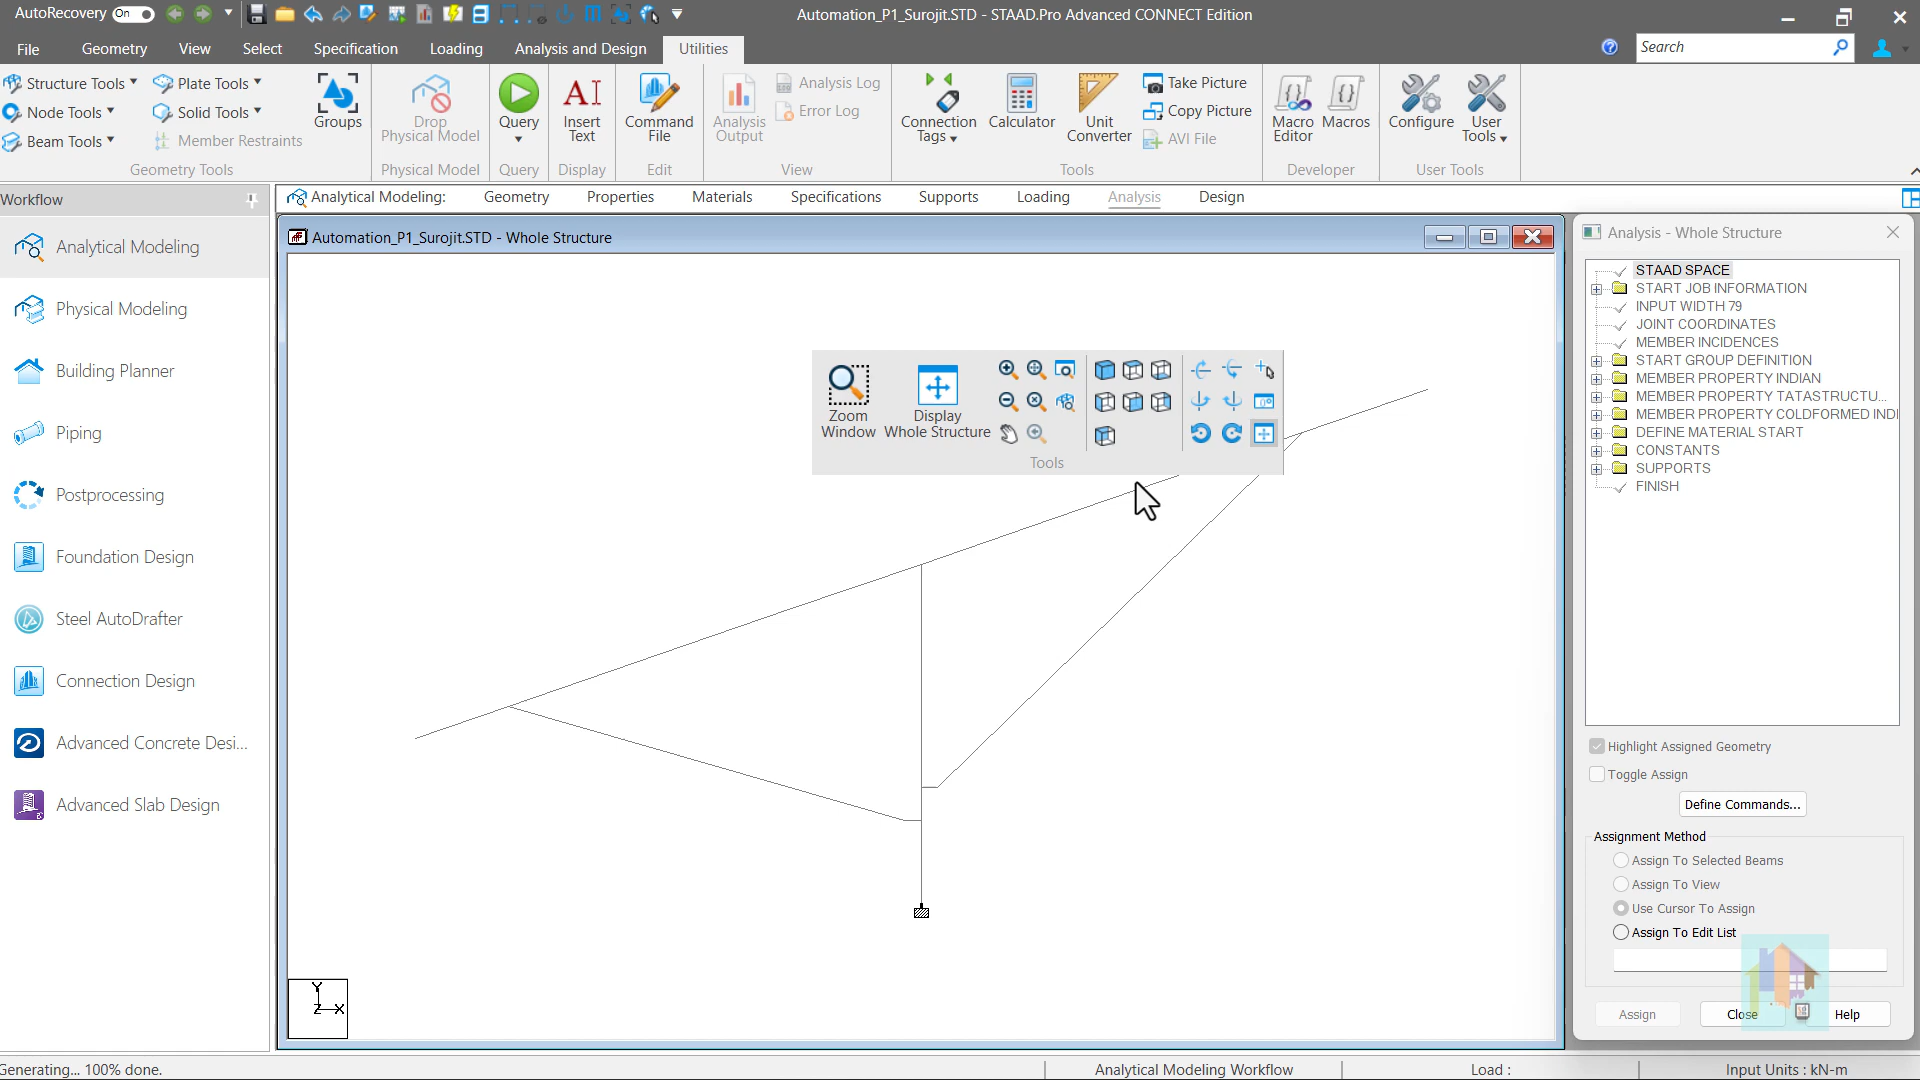 AutoRecovery On
Automation_P1_Surojit.STD - STAAD.Pro Advanced CONNECT Edition
File Geometry View Select Specification Loading Analysis and Design Utilities
Search
Structure Tools
Node Tools
Beam Tools
Plate Tools
Solid Tools
Member Restraints
Geometry Tools
Groups
Drop
Physical Model
Physical Model
Query
Query
Insert
Text
Display
Command
File
Edit
Analysis
Output
Analysis Log
Error Log
View
Connection
Tags
Calculator
Unit
Converter
Take Picture
Copy Picture
AVI File
Tools
Macro
Editor
Macros
Developer
Configure
User
Tools
User Tools
Workflow
Analytical Modeling
Physical Modeling
Building Planner
Piping
Postprocessing
Foundation Design
Steel AutoDrafter
Connection Design
Advanced Concrete Desi...
Advanced Slab Design
Analytical Modeling: Geometry Properties Materials Specifications Supports Loading Analysis Design
Automation_P1_Surojit.STD - Whole Structure
Zoom
Window
Display
Whole Structure
Tools
Y
Z X
Analysis - Whole Structure
STAAD SPACE
START JOB INFORMATION
INPUT WIDTH 79
JOINT COORDINATES
MEMBER INCIDENCES
START GROUP DEFINITION
MEMBER PROPERTY INDIAN
MEMBER PROPERTY TATASTRUCTU...
MEMBER PROPERTY COLDFORMED INDI
DEFINE MATERIAL START
CONSTANTS
SUPPORTS
FINISH
Highlight Assigned Geometry
Toggle Assign
Define Commands...
Assignment Method
Assign To Selected Beams
Assign To View
Use Cursor To Assign
Assign To Edit List
Assign Close Help
Generating... 100% done.
Analytical Modeling Workflow
Load :
Input Units : kN-m